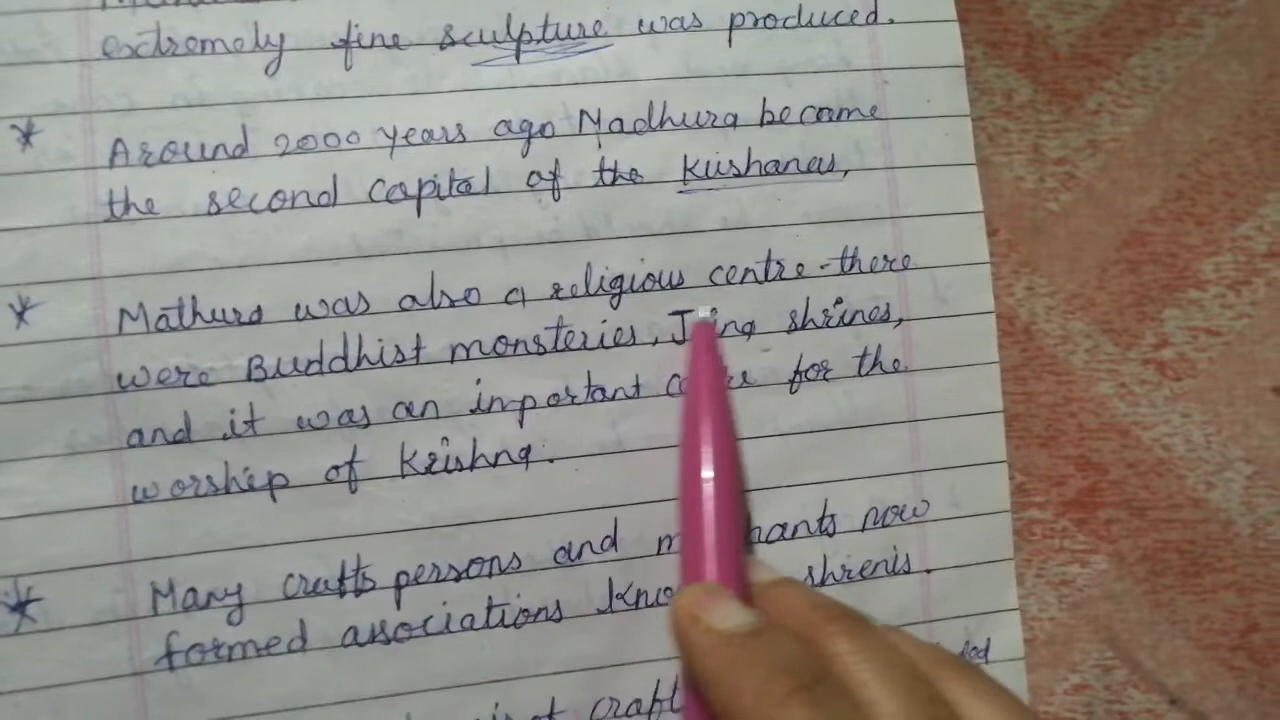 extremely fine sculpture was produced.
* Around 2000 years ago Madhura became
the second capital of the Kushanas,
* Mathura was also a religious centre-there
were Buddhist monsteries, Jaina shrines,
and it was an important for the
worship of Krishna.
* Many crafts persons and now
formed associations shrenis.
craft